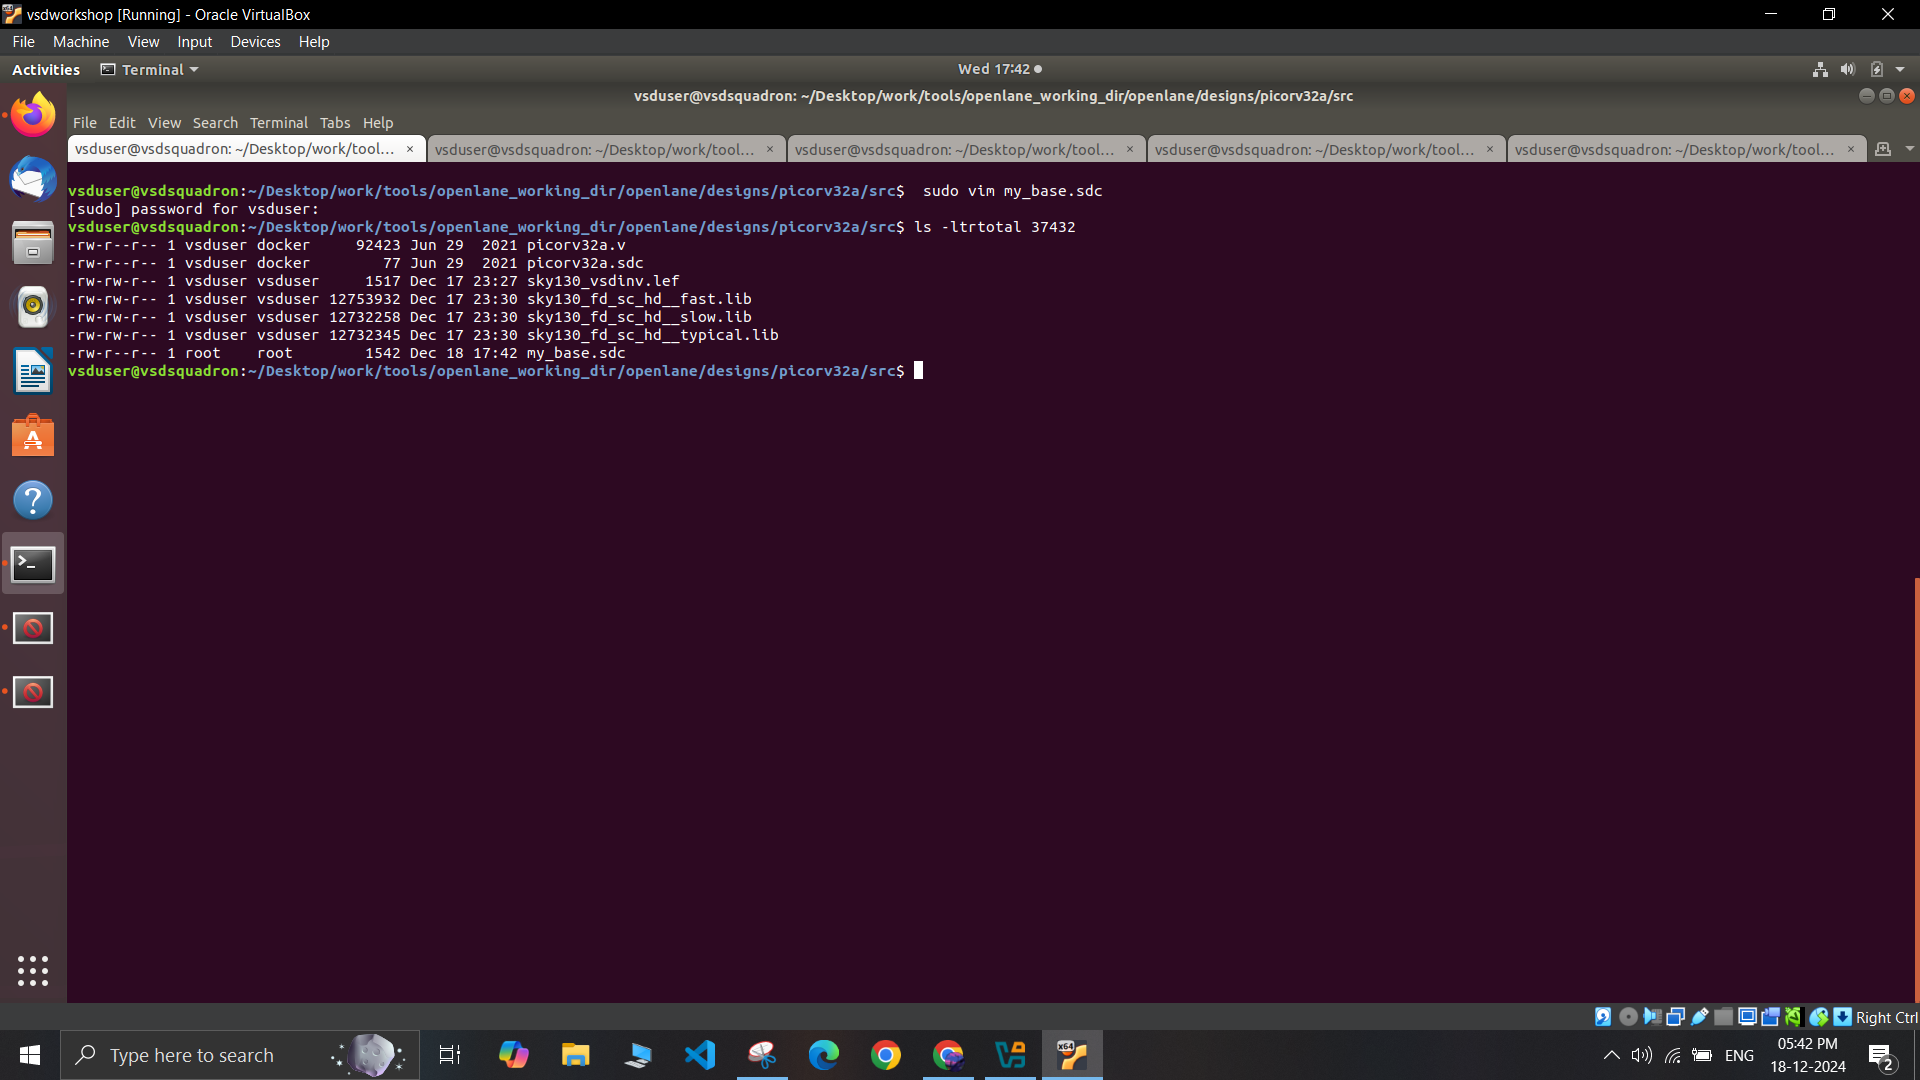 vsdworkshop [Running] - Oracle VirtualBox
File Machine View Input Devices Help
Activities Terminal Wed 17:42
vsduser@vsdsquadron: ~/Desktop/work/tools/openlane_working_dir/openlane/designs/picorv32a/src
File Edit View Search Terminal Tabs Help
vsduser@vsdsquadron: ~/Desktop/work/tool... × vsduser@vsdsquadron: ~/Desktop/work/tool... × vsduser@vsdsquadron: ~/Desktop/work/tool... × vsduser@vsdsquadron: ~/Desktop/work/tool... × vsduser@vsdsquadron: ~/Desktop/work/tool... ×
vsduser@vsdsquadron:~/Desktop/work/tools/openlane_working_dir/openlane/designs/picorv32a/src$  sudo vim my_base.sdc
[sudo] password for vsduser:
vsduser@vsdsquadron:~/Desktop/work/tools/openlane_working_dir/openlane/designs/picorv32a/src$ ls -ltrtotal 37432
-rw-r--r-- 1 vsduser docker     92423 Jun 29  2021 picorv32a.v
-rw-r--r-- 1 vsduser docker        77 Jun 29  2021 picorv32a.sdc
-rw-rw-r-- 1 vsduser vsduser     1517 Dec 17 23:27 sky130_vsdinv.lef
-rw-rw-r-- 1 vsduser vsduser 12753932 Dec 17 23:30 sky130_fd_sc_hd__fast.lib
-rw-rw-r-- 1 vsduser vsduser 12732258 Dec 17 23:30 sky130_fd_sc_hd__slow.lib
-rw-rw-r-- 1 vsduser vsduser 12732345 Dec 17 23:30 sky130_fd_sc_hd__typical.lib
-rw-r--r-- 1 root    root        1542 Dec 18 17:42 my_base.sdc
vsduser@vsdsquadron:~/Desktop/work/tools/openlane_working_dir/openlane/designs/picorv32a/src$
Right Ctrl
Type here to search
x64
ENG
05:42 PM
18-12-2024
2